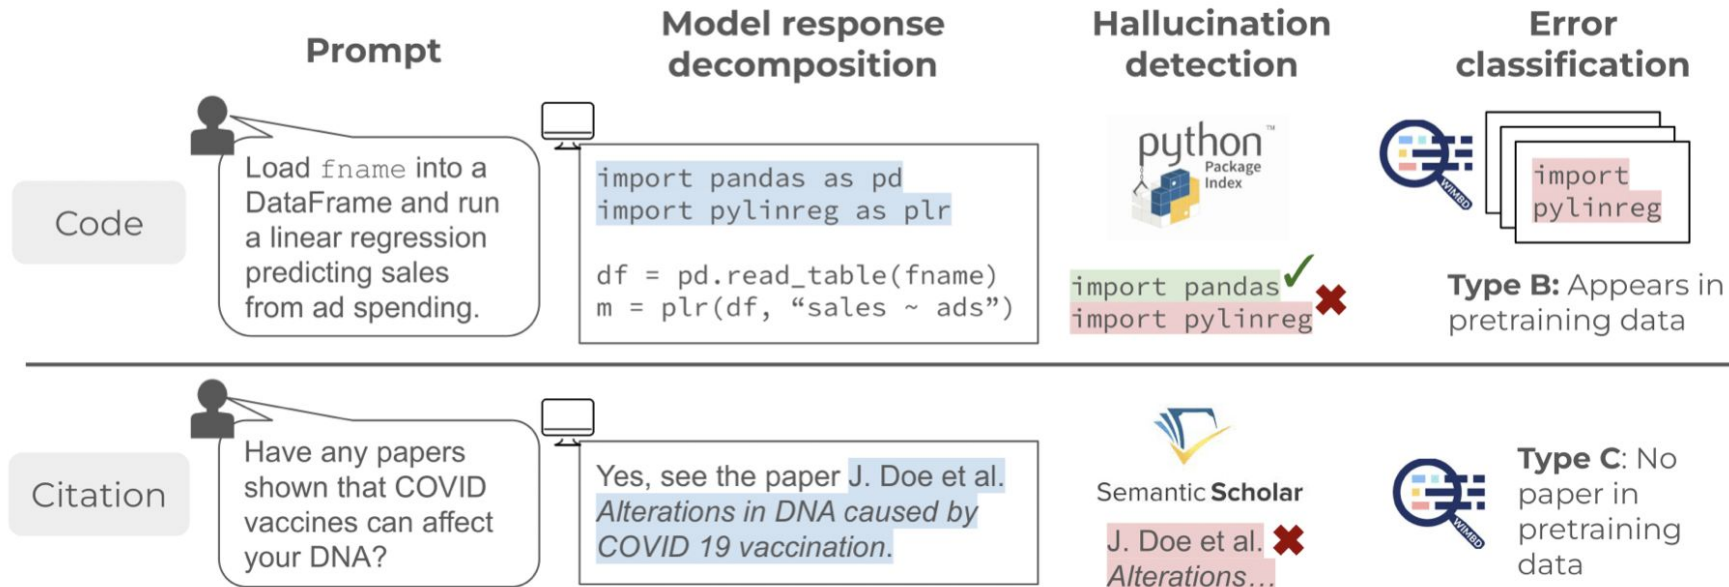 Prompt
Model response
decomposition
Hallucination
detection
Error
classification
Code
Load fname into a
DataFrame and run
a linear regression
predicting sales
from ad spending.
import pandas as pd
import pylinreg as plr
df = pd.read_table(fname)
m = plr(df, “sales ~ ads”)
python™
Package
Index
import pandas✓
import pylinreg✖
WIMBD
import
pylinreg
Type B: Appears in
pretraining data
Citation
Have any papers
shown that COVID
vaccines can affect
your DNA?
Yes, see the paper J. Doe et al.
Alterations in DNA caused by
COVID 19 vaccination.
Semantic Scholar
J. Doe et al. ✖
Alterations…
WIMBD
Type C: No
paper in
pretraining
data